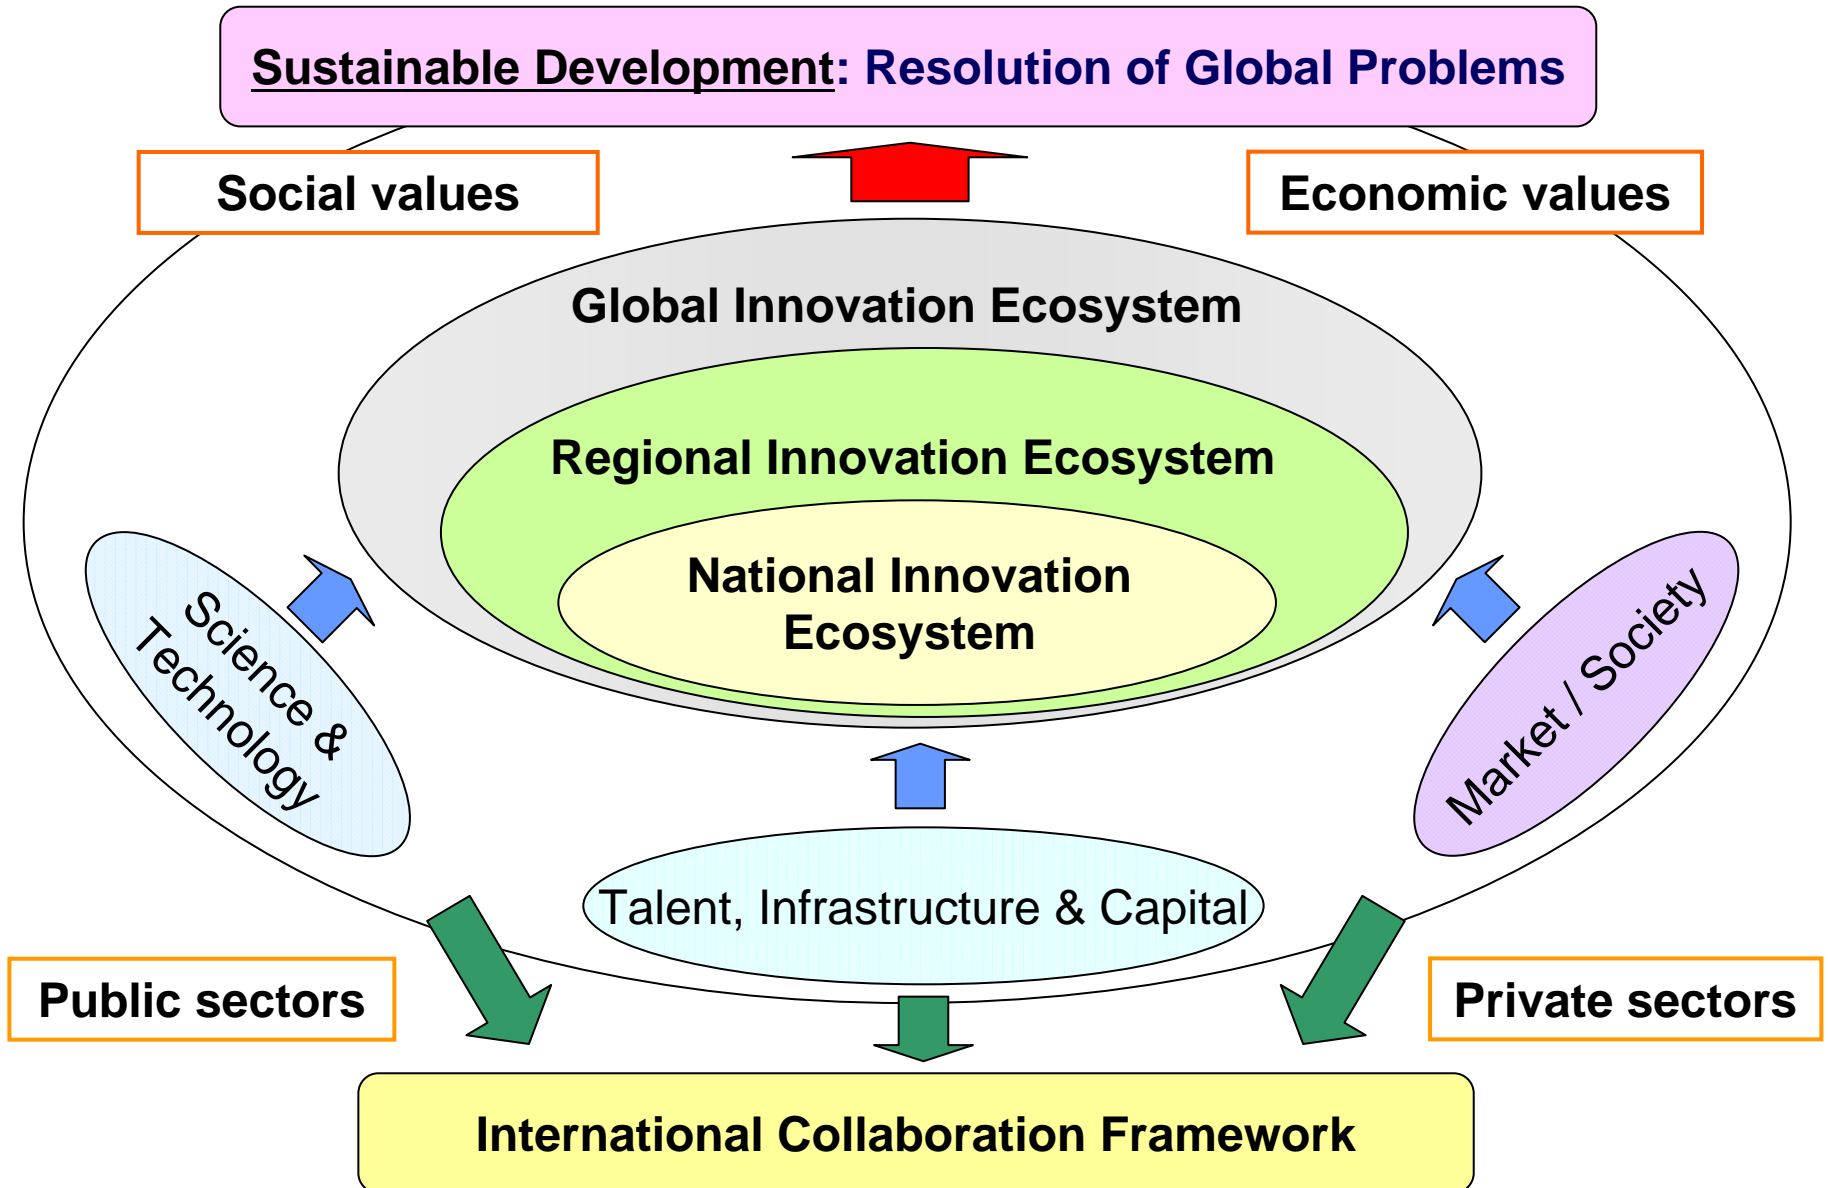 Sustainable Development: Resolution of Global Problems
Social values
Economic values
Global Innovation Ecosystem
Regional Innovation Ecosystem
National Innovation
Ecosystem
Science &
Technology
Market / Society
Talent, Infrastructure & Capital
Public sectors
Private sectors
International Collaboration Framework